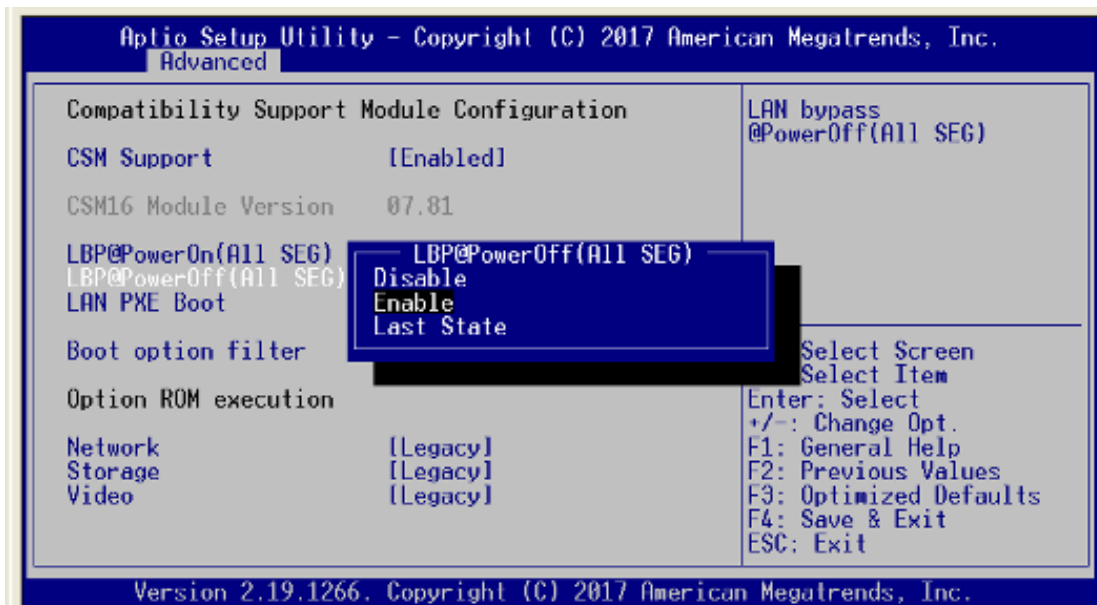 Aptio Setup Utility - Copyright (C) 2017 American Megatrends, Inc.
Advanced
Compatibility Support Module Configuration
CSM Support [Enabled]
CSM16 Module Version 07.81
LBP@PowerOn(All SEG)
LBP@PowerOff(All SEG)
LAN PXE Boot
Boot option filter
Option ROM execution
Network [Legacy]
Storage [Legacy]
Video [Legacy]
LBP@PowerOff(All SEG)
Disable
Enable
Last State
LAN bypass
@PowerOff(All SEG)
Select Screen
Select Item
Enter: Select
+/-: Change Opt.
F1: General Help
F2: Previous Values
F3: Optimized Defaults
F4: Save & Exit
ESC: Exit
Version 2.19.1266. Copyright (C) 2017 American Megatrends, Inc.